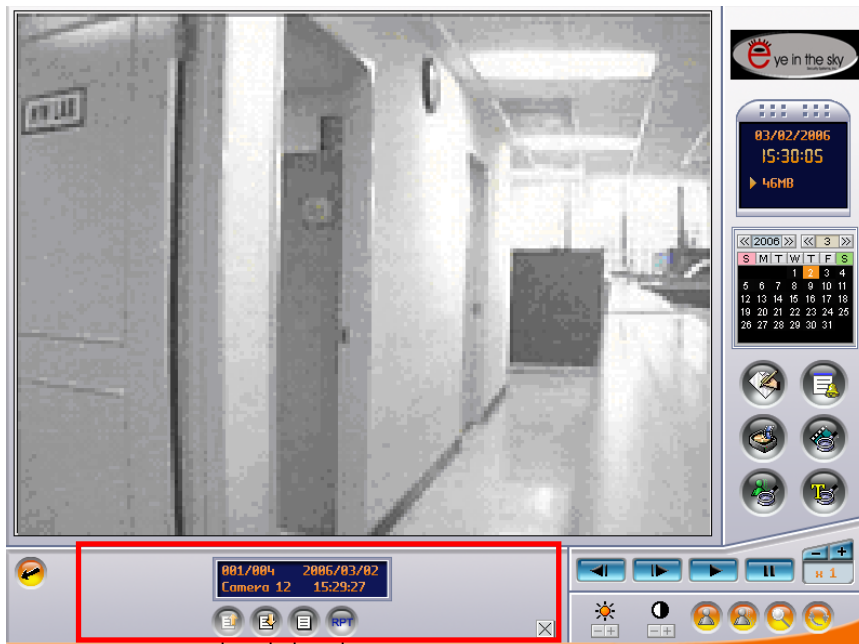 eye in the sky
03/02/2006
15:30:05
46MB
2006 3
S M T W T F S
1 2 3 4
5 6 7 8 9 10 11
12 13 14 15 16 17 18
19 20 21 22 23 24 25
26 27 28 29 30 31
T
001/004 2006/03/02
Camera 12 15:29:27
RPT
x 1